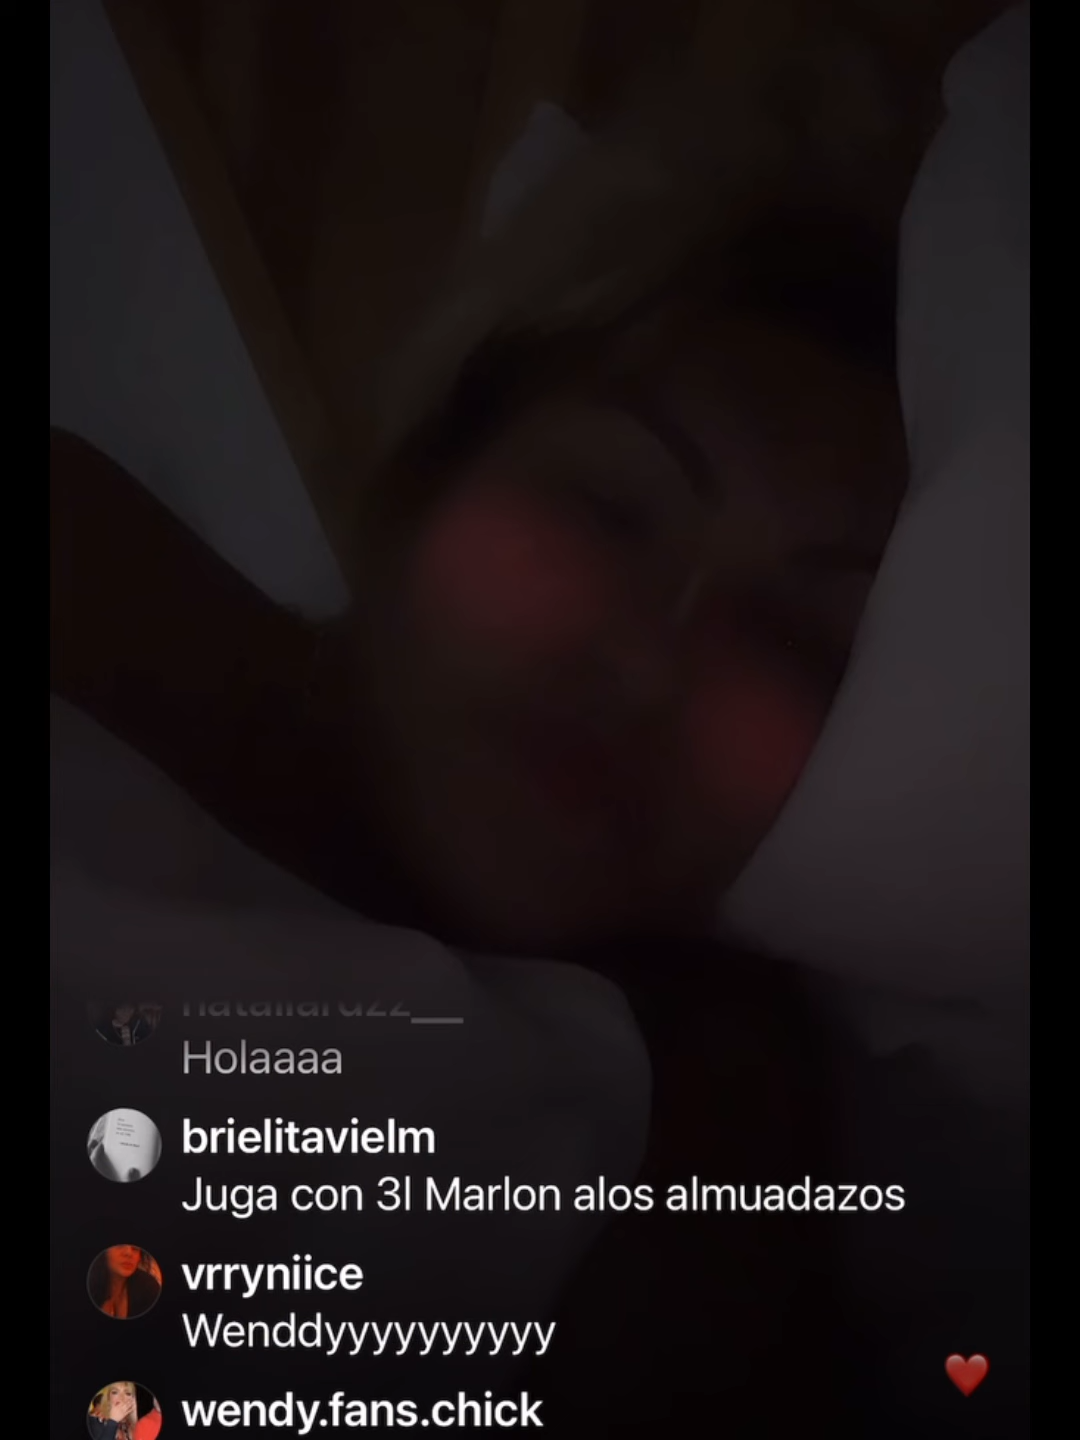 Holaaaa
brielitavielm
Juga con 3l Marlon alos almuadazos
vrryniice
Wenddyyyyyyyyyy
wendy.fans.chick